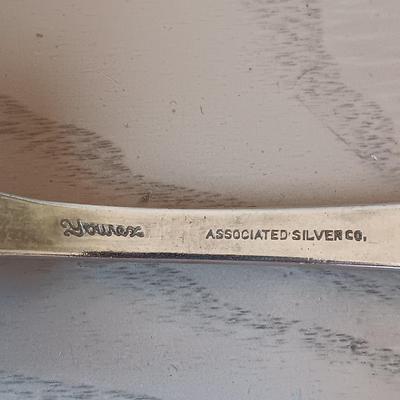 Yourex ASSOCIATED SILVER CO.